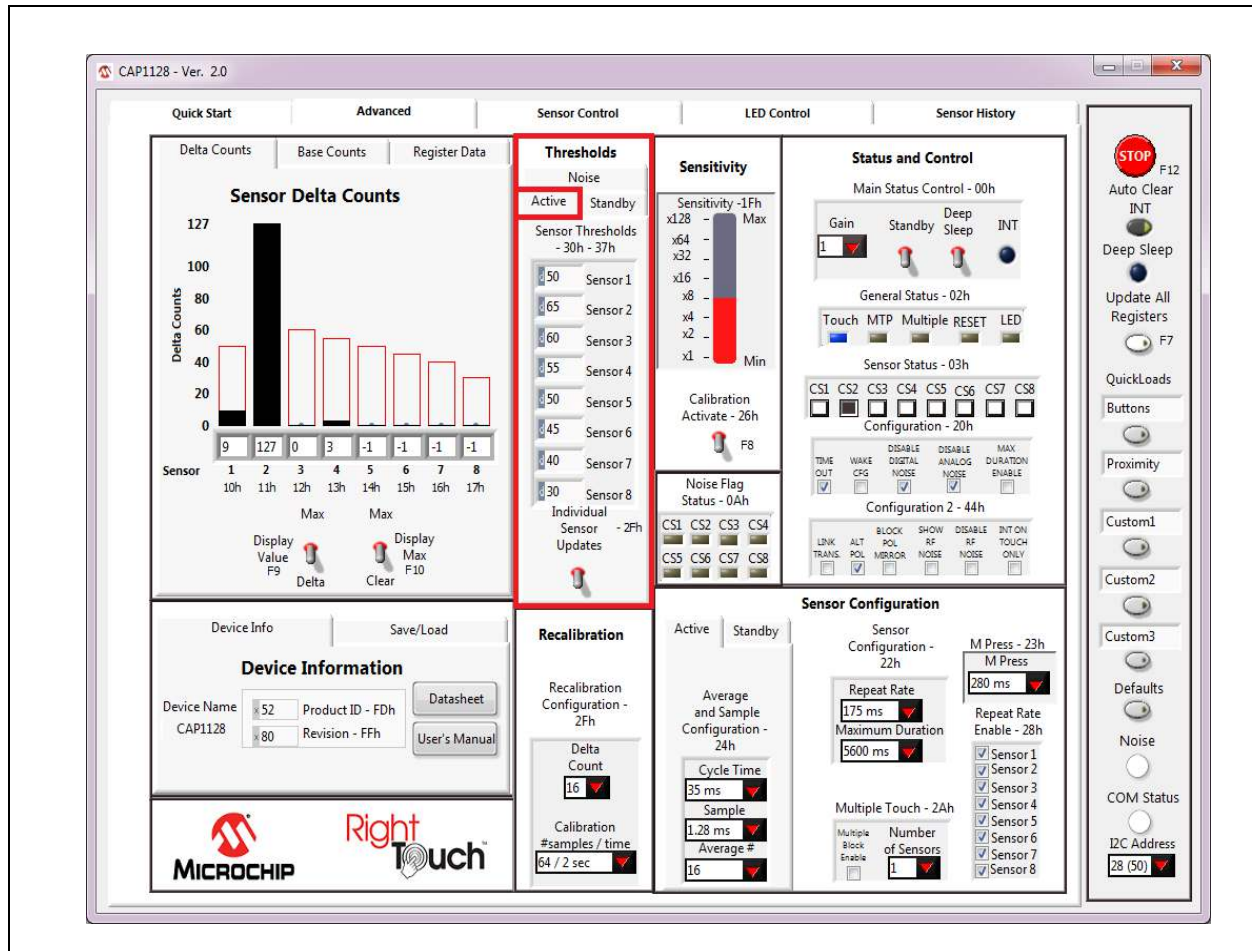 CAP1128 - Ver. 2.0
Quick Start
Advanced
Sensor Control
LED Control
Sensor History
Delta Counts
Base Counts
Register Data
Sensor Delta Counts
Delta Counts
127
100
80
60
40
20
0
9 127 0 3 -1 -1 -1 -1
Sensor 1 2 3 4 5 6 7 8
10h 11h 12h 13h 14h 15h 16h 17h
Max
Display
Value
F9
Delta
Max
Display
Max
F10
Clear
Thresholds
Noise
Active
Standby
Sensor Thresholds
- 30h - 37h
d 50 Sensor 1
d 65 Sensor 2
d 60 Sensor 3
d 55 Sensor 4
d 50 Sensor 5
d 45 Sensor 6
d 40 Sensor 7
d 30 Sensor 8
Individual
Sensor - 2Fh
Updates
Sensitivity
Sensitivity -1Fh
x128 Max
x64
x32
x16
x8
x4
x2
x1 Min
Calibration
Activate - 26h
F8
Noise Flag
Status - 0Ah
CS1 CS2 CS3 CS4
CS5 CS6 CS7 CS8
Status and Control
Main Status Control - 00h
Gain
1
Standby
Deep
Sleep
INT
General Status - 02h
Touch MTP Multiple RESET LED
Sensor Status - 03h
CS1 CS2 CS3 CS4 CS5 CS6 CS7 CS8
Configuration - 20h
TIME
OUT
WAKE
CFG
DISABLE
DIGITAL
NOISE
DISABLE
ANALOG
NOISE
MAX
DURATION
ENABLE
Configuration 2 - 44h
LINK
TRANS.
ALT
POL
BLOCK
POL
MIRROR
SHOW
RF
NOISE
DISABLE
RF
NOISE
INT ON
TOUCH
ONLY
Device Info
Save/Load
Device Information
Device Name
CAP1128
x 52 Product ID - FDh
x 80 Revision - FFh
Datasheet
User's Manual
MICROCHIP
Right
Touch
Recalibration
Recalibration
Configuration -
2Fh
Delta
Count
16
Calibration
#samples / time
64 / 2 sec
Sensor Configuration
Active
Standby
Average
and Sample
Configuration -
24h
Cycle Time
35 ms
Sample
1.28 ms
Average #
16
Sensor
Configuration -
22h
Repeat Rate
175 ms
Maximum Duration
5600 ms
Multiple Touch - 2Ah
Multiple
Block
Enable
Number
of Sensors
1
M Press - 23h
M Press
280 ms
Repeat Rate
Enable - 28h
Sensor 1
Sensor 2
Sensor 3
Sensor 4
Sensor 5
Sensor 6
Sensor 7
Sensor 8
STOP
F12
Auto Clear
INT
Deep Sleep
Update All
Registers
F7
QuickLoads
Buttons
Proximity
Custom1
Custom2
Custom3
Defaults
Noise
COM Status
I2C Address
28 (50)